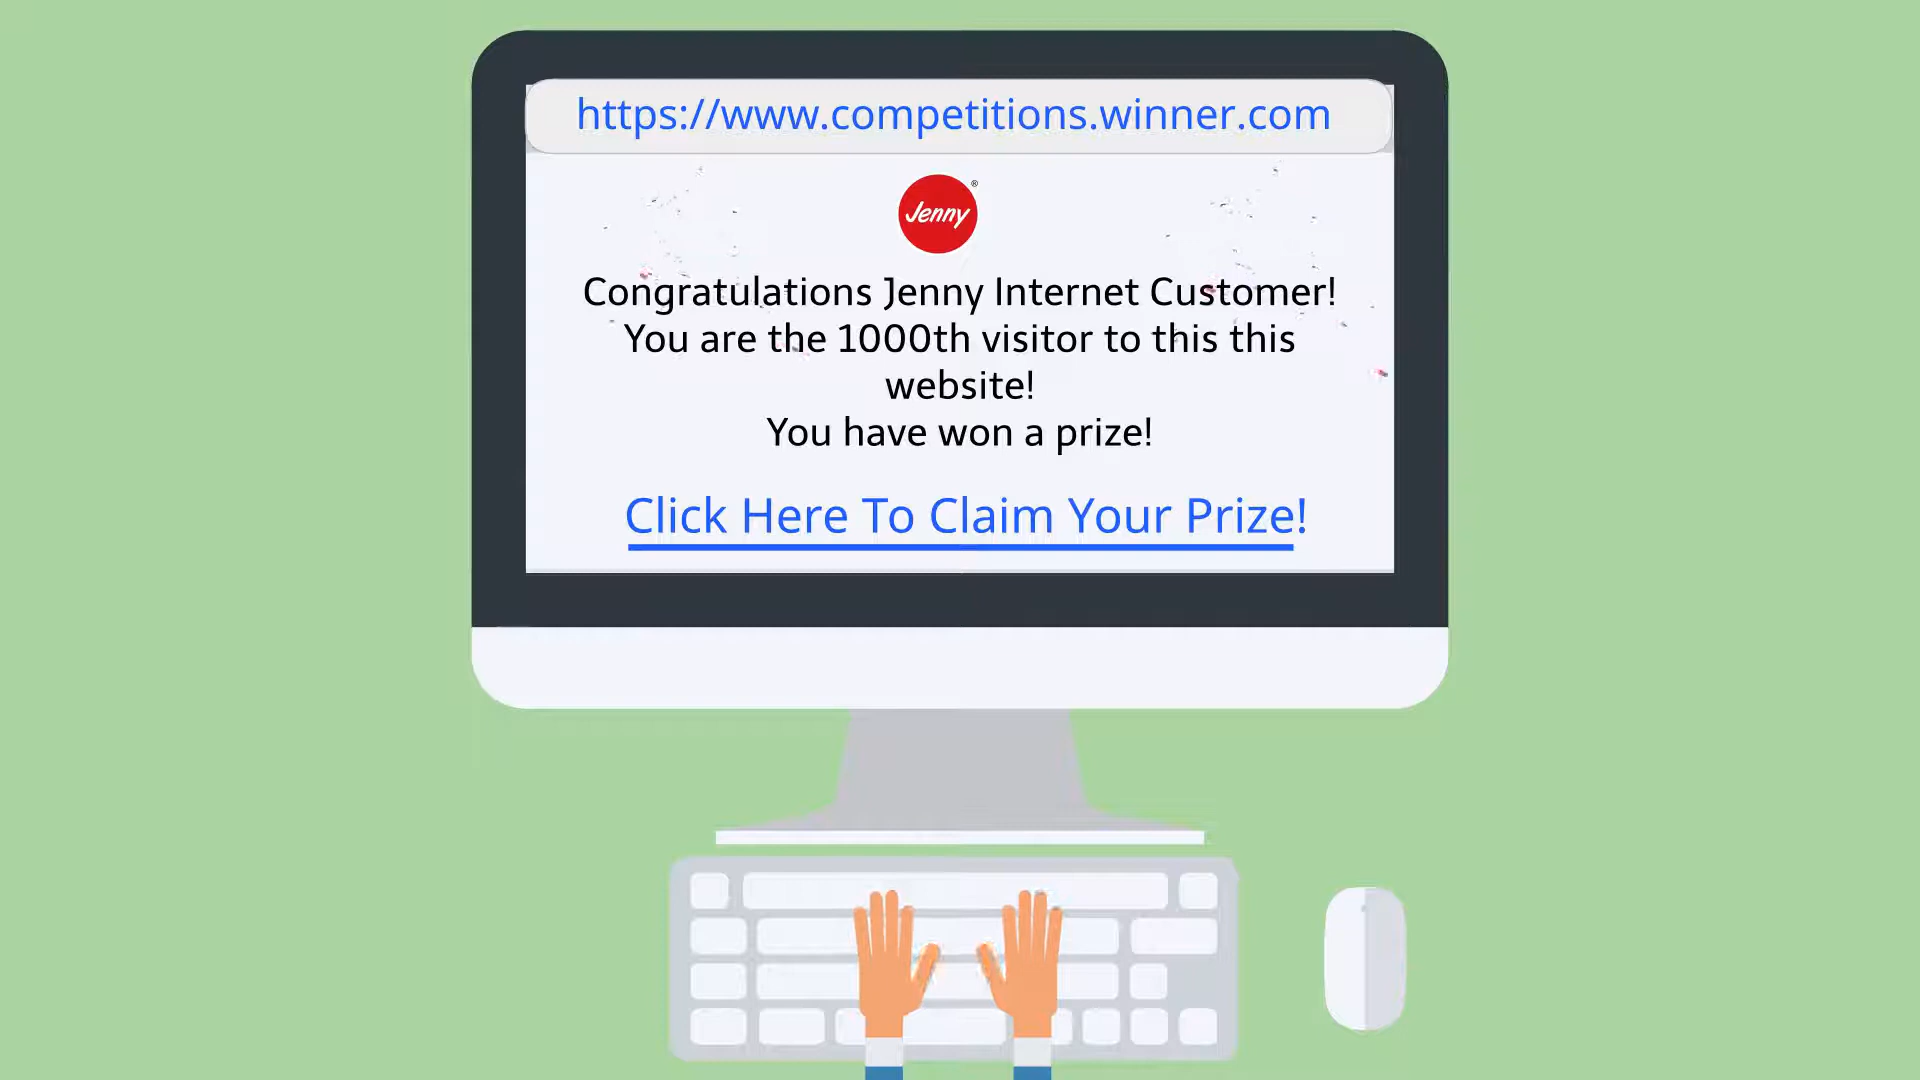 https://www.competitions.winner.com
Jenny®
Congratulations Jenny Internet Customer!
You are the 1000th visitor to this this
website!
You have won a prize!
Click Here To Claim Your Prize!